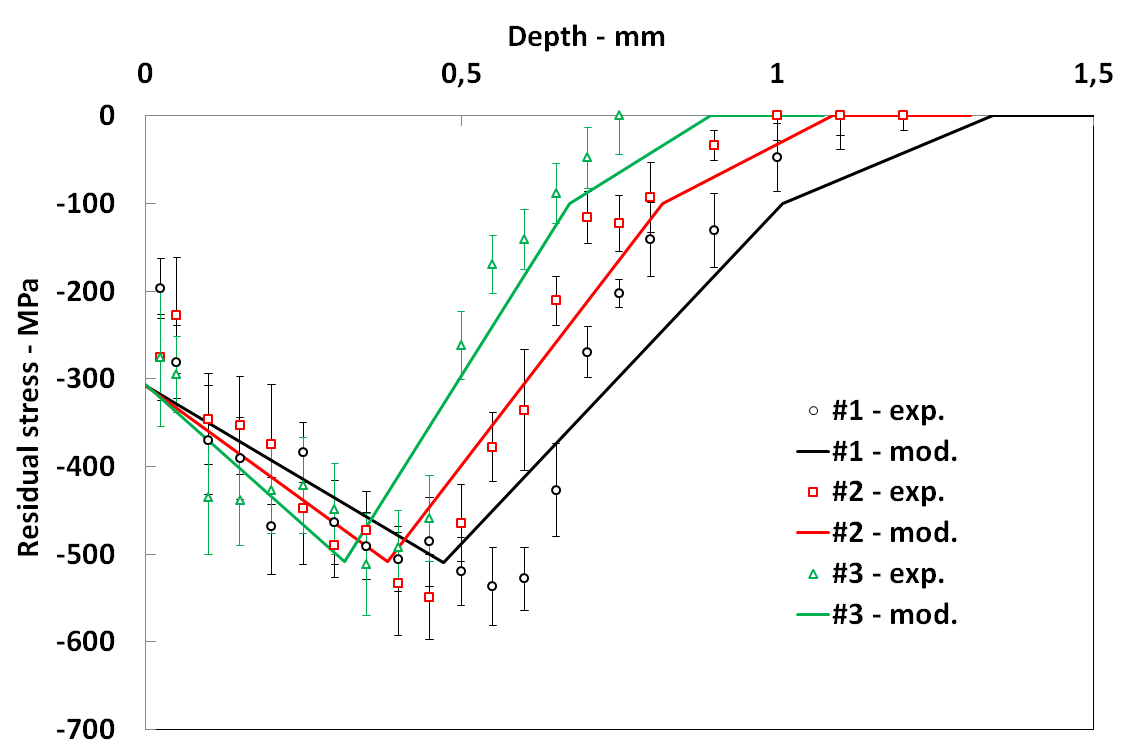 Depth - mm
0
0,5
1
1,5
0
-100
-200
-300
-400
-500
-600
-700
Residual stress - MPa
#1 - exp.
#1 - mod.
#2 - exp.
#2 - mod.
#3 - exp.
#3 - mod.